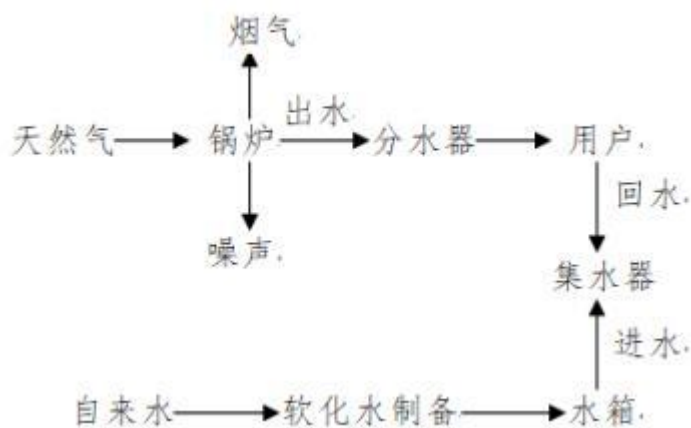 烟气
出水
天然气 锅炉 分水器 用户
回水
噪声
集水器
进水
自来水 软化水制备 水箱